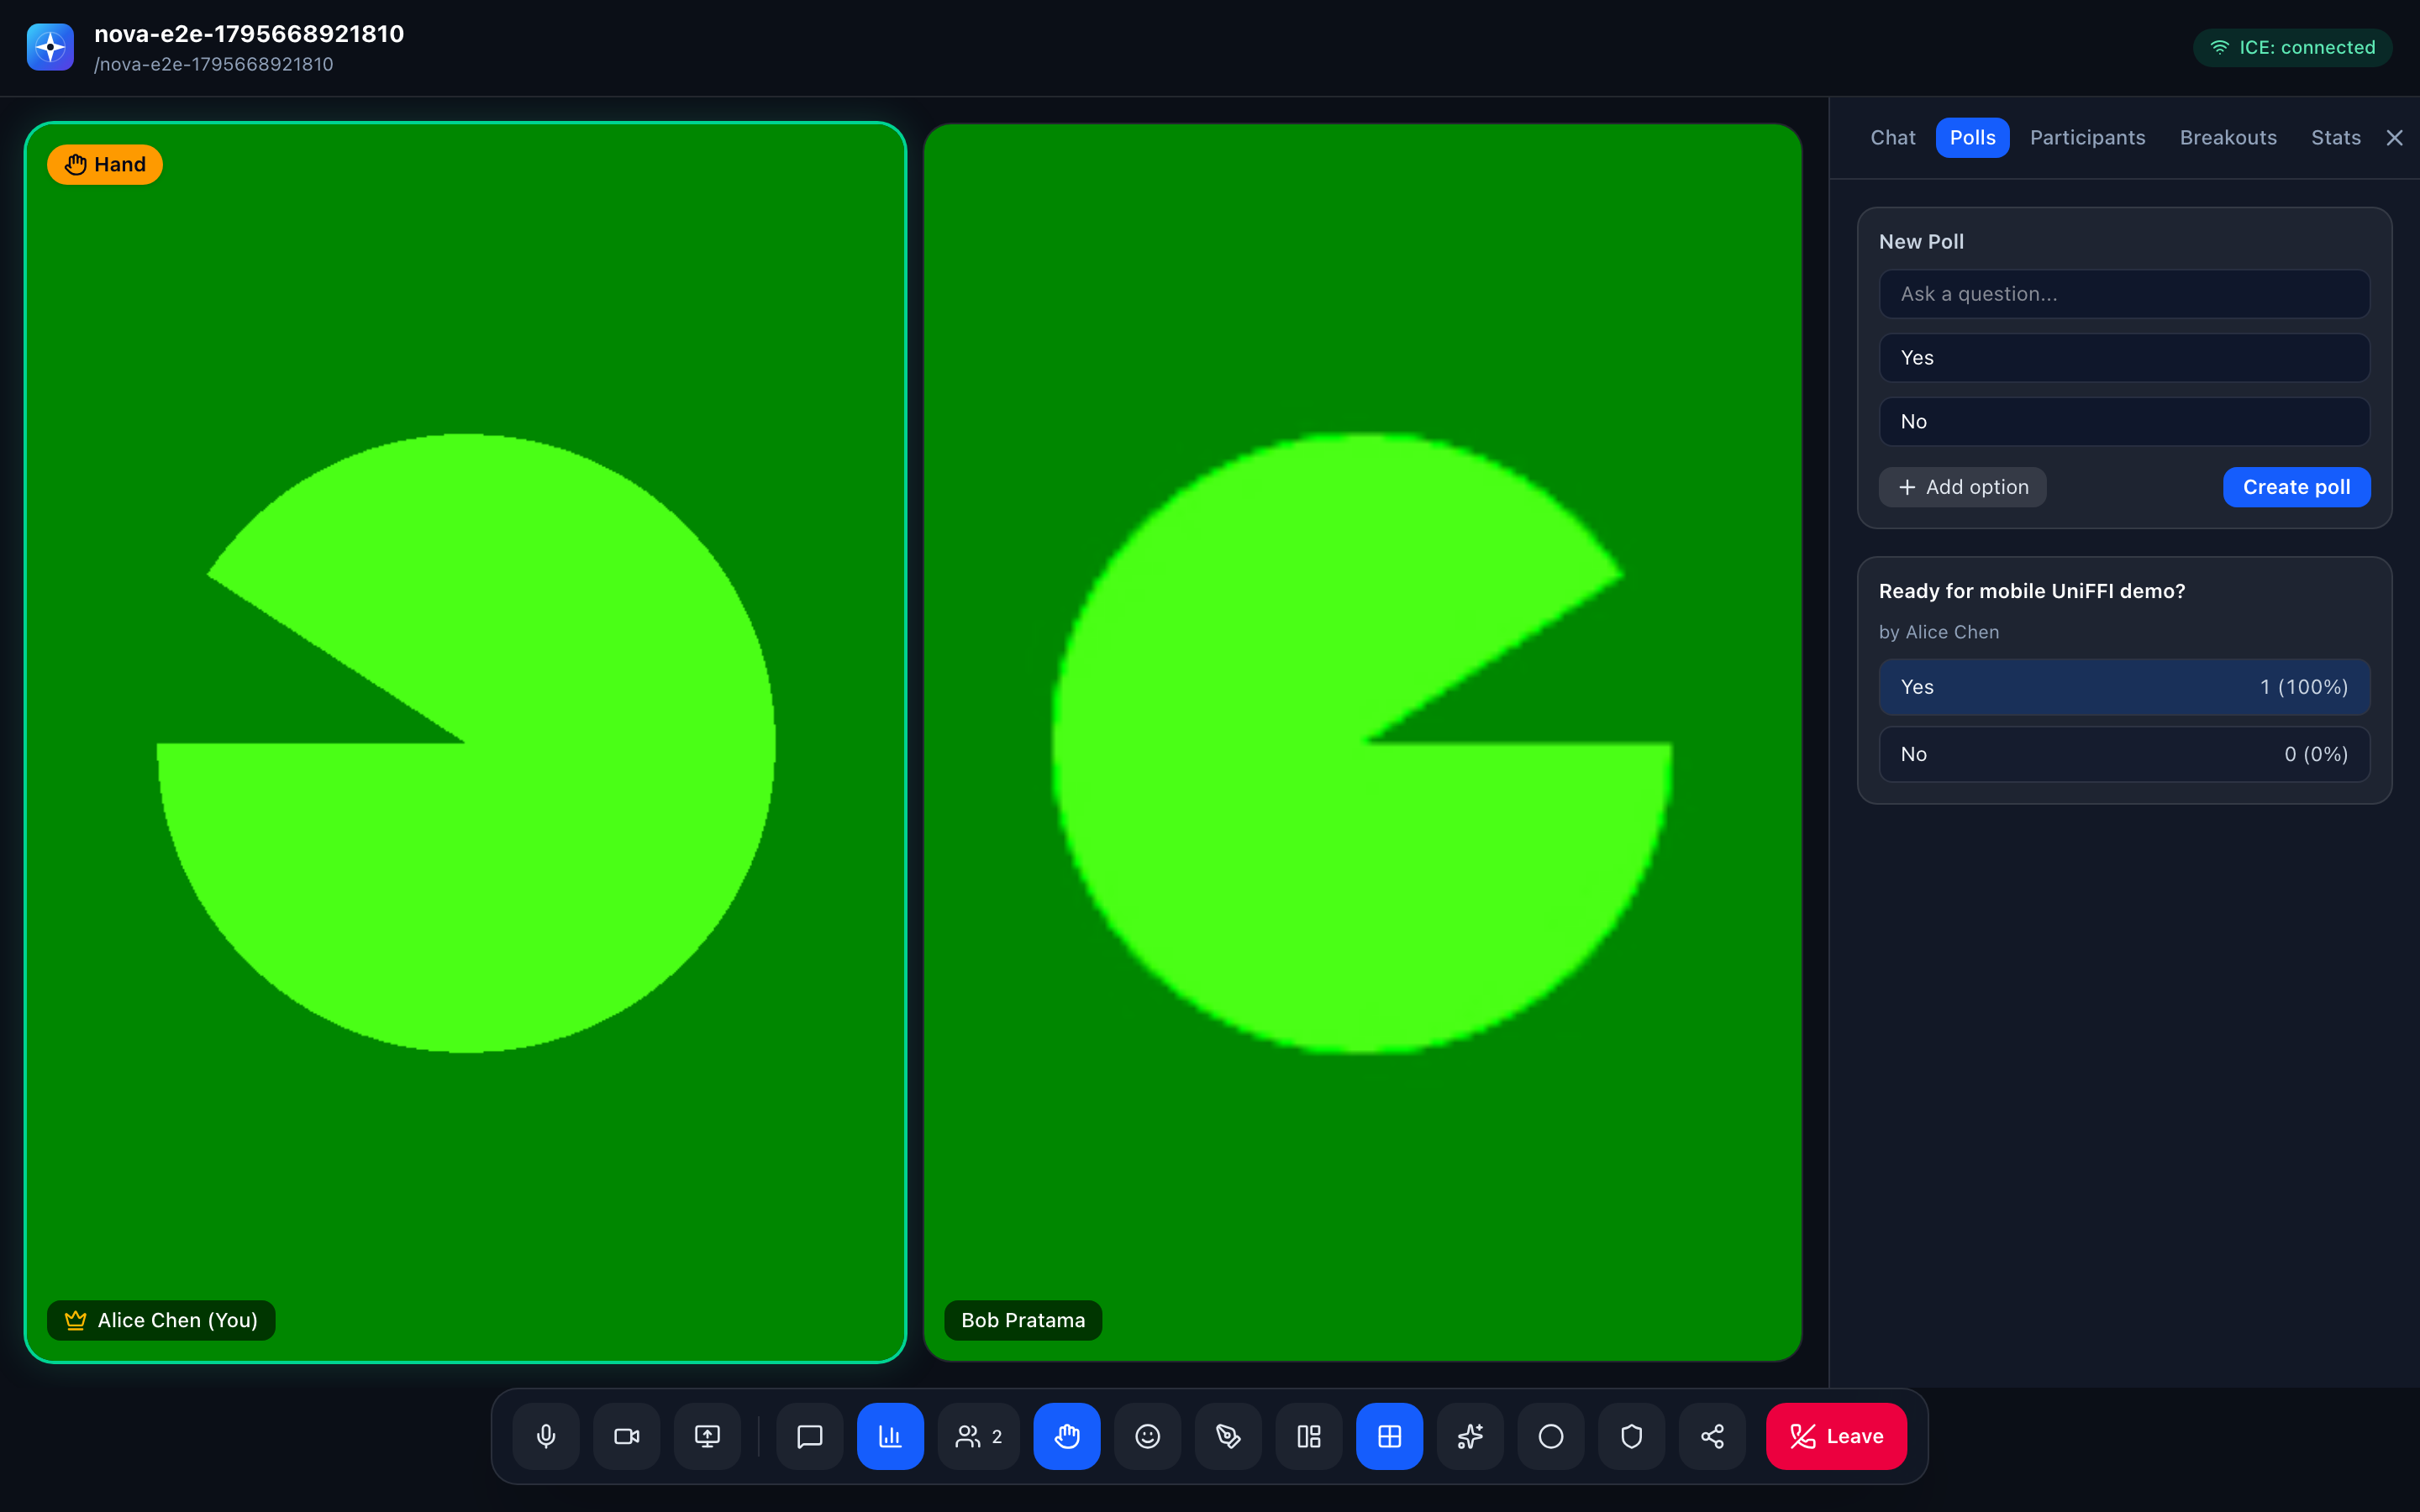 nova-e2e-1795668921810
/nova-e2e-1795668921810
ICE: connected
Hand
Alice Chen (You)
Bob Pratama
Chat Polls Participants Breakouts Stats
New Poll
Ask a question...
Yes
No
Add option
Create poll
Ready for mobile UniFFI demo?
by Alice Chen
Yes 1 (100%)
No 0 (0%)
2
Leave